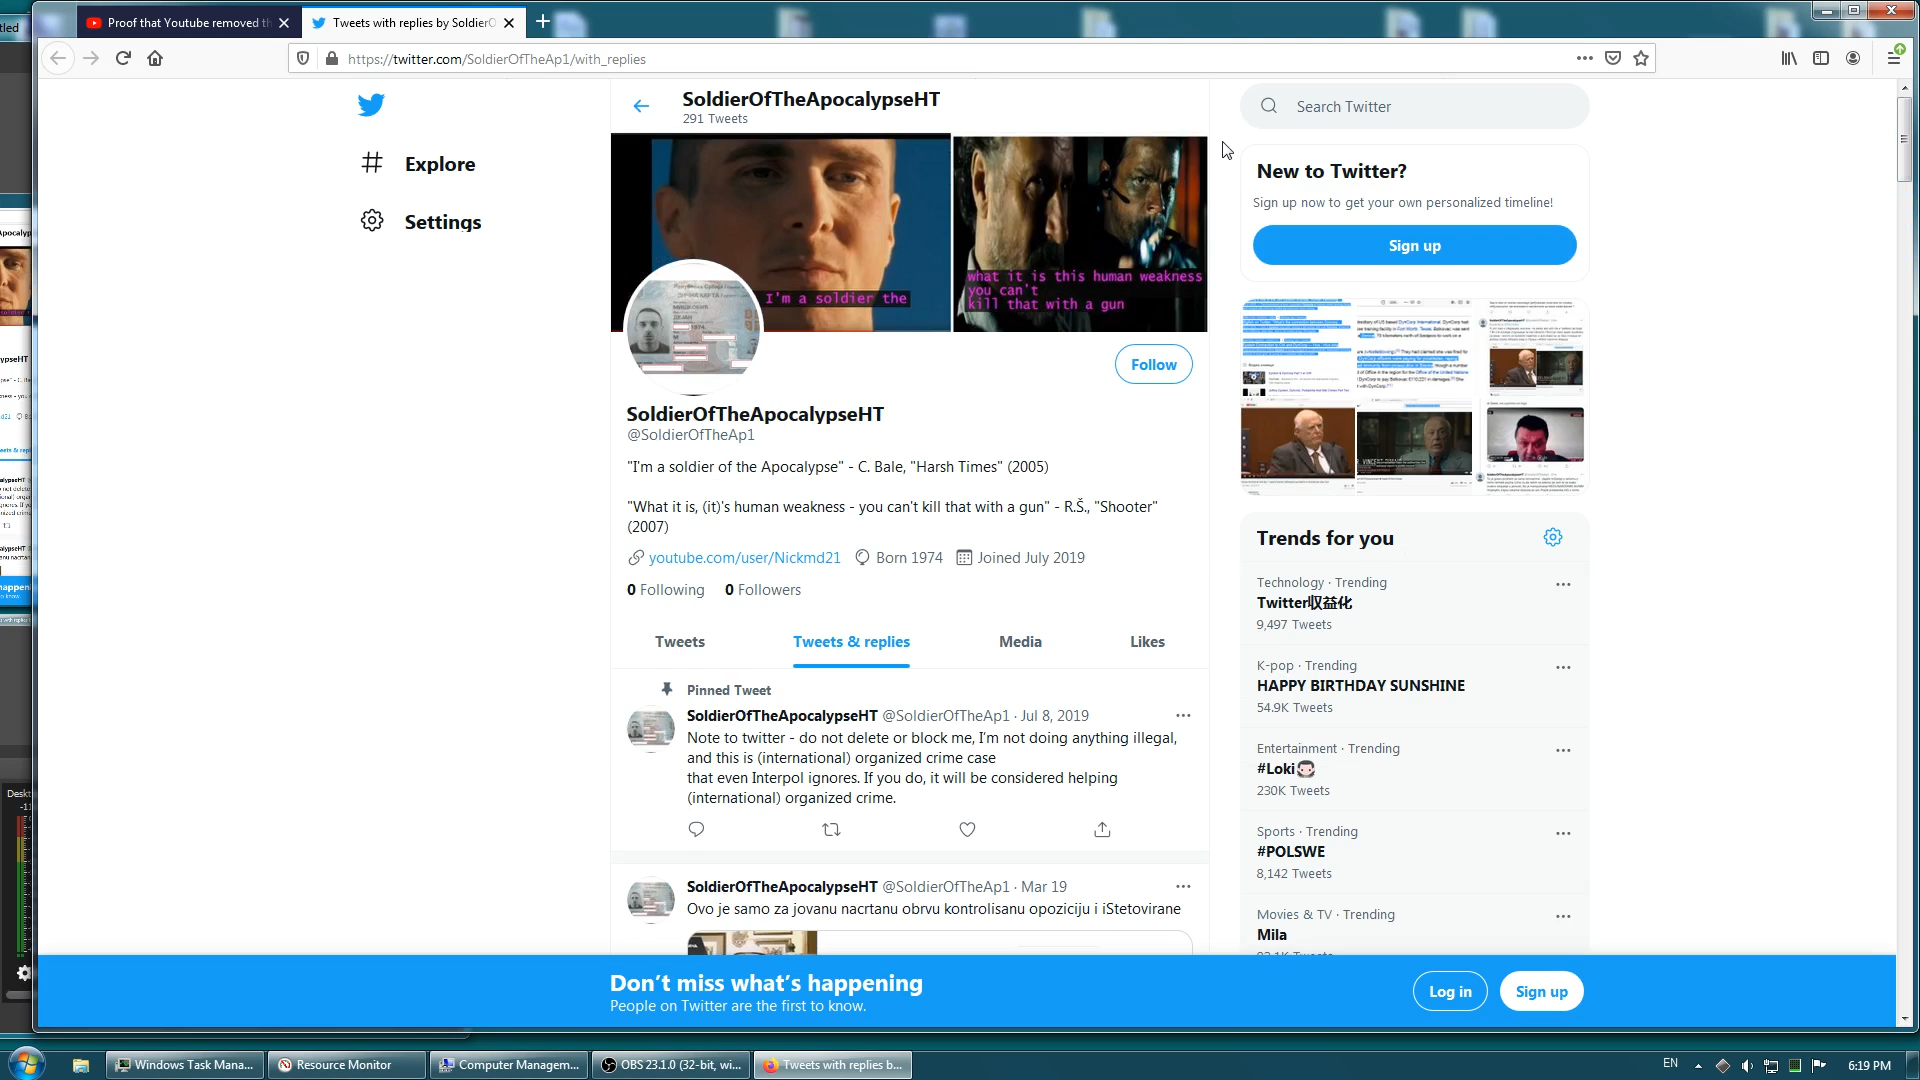 Proof that Youtube removed th
Tweets with replies by SoldierO
https://twitter.com/SoldierOfTheAp1/with_replies
SoldierOfTheApocalypseHT
291 Tweets
Search Twitter
Explore
Settings
I'm a soldier the
what it is this human weakness
you can't
kill that with a gun
New to Twitter?
Sign up now to get your own personalized timeline!
Sign up
Follow
SoldierOfTheApocalypseHT
@SoldierOfTheAp1
"I'm a soldier of the Apocalypse" - C. Bale, "Harsh Times" (2005)
"What it is, (it)'s human weakness - you can't kill that with a gun" - R.Š., "Shooter"
(2007)
youtube.com/user/Nickmd21 Born 1974 Joined July 2019
0 Following 0 Followers
Tweets Tweets & replies Media Likes
Pinned Tweet
SoldierOfTheApocalypseHT @SoldierOfTheAp1 · Jul 8, 2019
Note to twitter - do not delete or block me, I'm not doing anything illegal,
and this is (international) organized crime case
that even Interpol ignores. If you do, it will be considered helping
(international) organized crime.
SoldierOfTheApocalypseHT @SoldierOfTheAp1 · Mar 19
Ovo je samo za jovanu nacrtanu obrvu kontrolisanu opoziciju i iStetovirane
Trends for you
Technology · Trending
Twitter収益化
9,497 Tweets
K-pop · Trending
HAPPY BIRTHDAY SUNSHINE
54.9K Tweets
Entertainment · Trending
#Loki
230K Tweets
Sports · Trending
#POLSWE
8,142 Tweets
Movies & TV · Trending
Mila
Don't miss what's happening
People on Twitter are the first to know.
Log in
Sign up
Windows Task Mana...
Resource Monitor
Computer Managem...
OBS 23.1.0 (32-bit, wi...
Tweets with replies b...
EN
6:19 PM